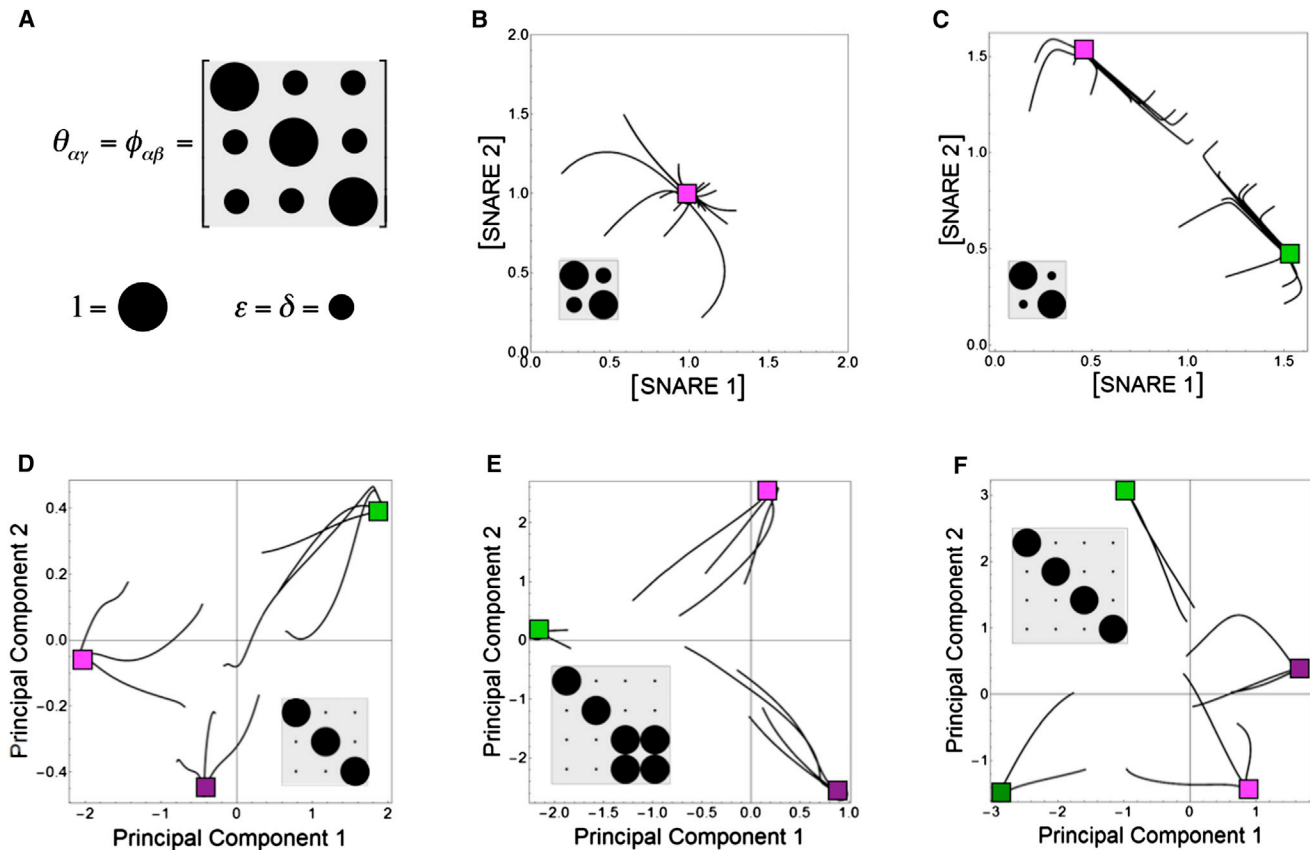 A
θαγ = ϕαβ =
1 =
ε = δ =
B
[SNARE 2]
2.0
1.5
1.0
0.5
0.0
0.0 0.5 1.0 1.5 2.0
[SNARE 1]
C
[SNARE 2]
1.5
1.0
0.5
0.0
0.0 0.5 1.0 1.5
[SNARE 1]
D
Principal Component 2
0.4
0.2
0.0
−0.2
−0.4
−2 −1 0 1 2
Principal Component 1
E
Principal Component 2
2
1
0
−1
−2
−2.0 −1.5 −1.0 −0.5 0.0 0.5 1.0
Principal Component 1
F
Principal Component 2
3
2
1
0
−1
−3 −2 −1 0 1
Principal Component 1